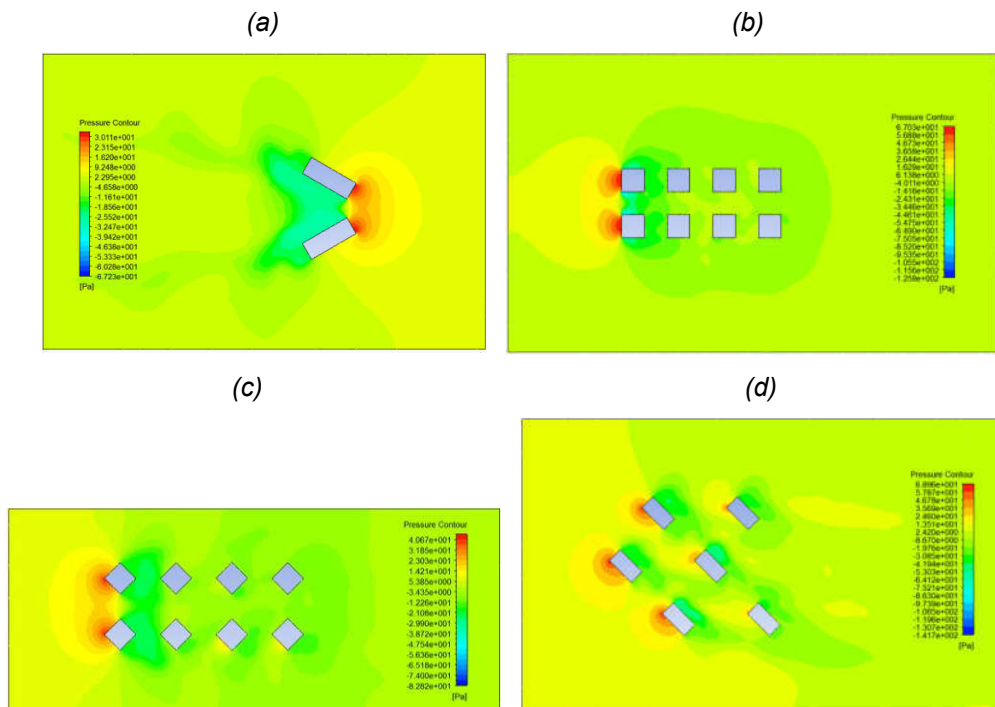 (a)
(b)
Pressure Contour
3.011e+001
2.315e+001
1.620e+001
9.248e+000
2.295e+000
-4.658e+000
-1.161e+001
-1.856e+001
-2.552e+001
-3.247e+001
-3.942e+001
-4.638e+001
-5.333e+001
-6.028e+001
-6.723e+001
[Pa]
Pressure Contour
6.703e+001
5.688e+001
4.673e+001
3.658e+001
2.644e+001
1.629e+001
6.138e+000
-4.011e+000
-1.416e+001
-2.431e+001
-3.446e+001
-4.461e+001
-5.475e+001
-6.490e+001
-7.505e+001
-8.520e+001
-9.535e+001
-1.055e+002
-1.156e+002
-1.258e+002
[Pa]
(c)
(d)
Pressure Contour
4.067e+001
3.185e+001
2.303e+001
1.421e+001
5.385e+000
-3.435e+000
-1.226e+001
-2.108e+001
-2.990e+001
-3.872e+001
-4.754e+001
-5.636e+001
-6.518e+001
-7.400e+001
-8.282e+001
[Pa]
Pressure Contour
6.896e+001
5.787e+001
4.678e+001
3.569e+001
2.460e+001
1.351e+001
2.420e+000
-8.670e+000
-1.976e+001
-3.085e+001
-4.194e+001
-5.303e+001
-6.412e+001
-7.521e+001
-8.630e+001
-9.739e+001
-1.085e+002
-1.196e+002
-1.307e+002
-1.417e+002
[Pa]